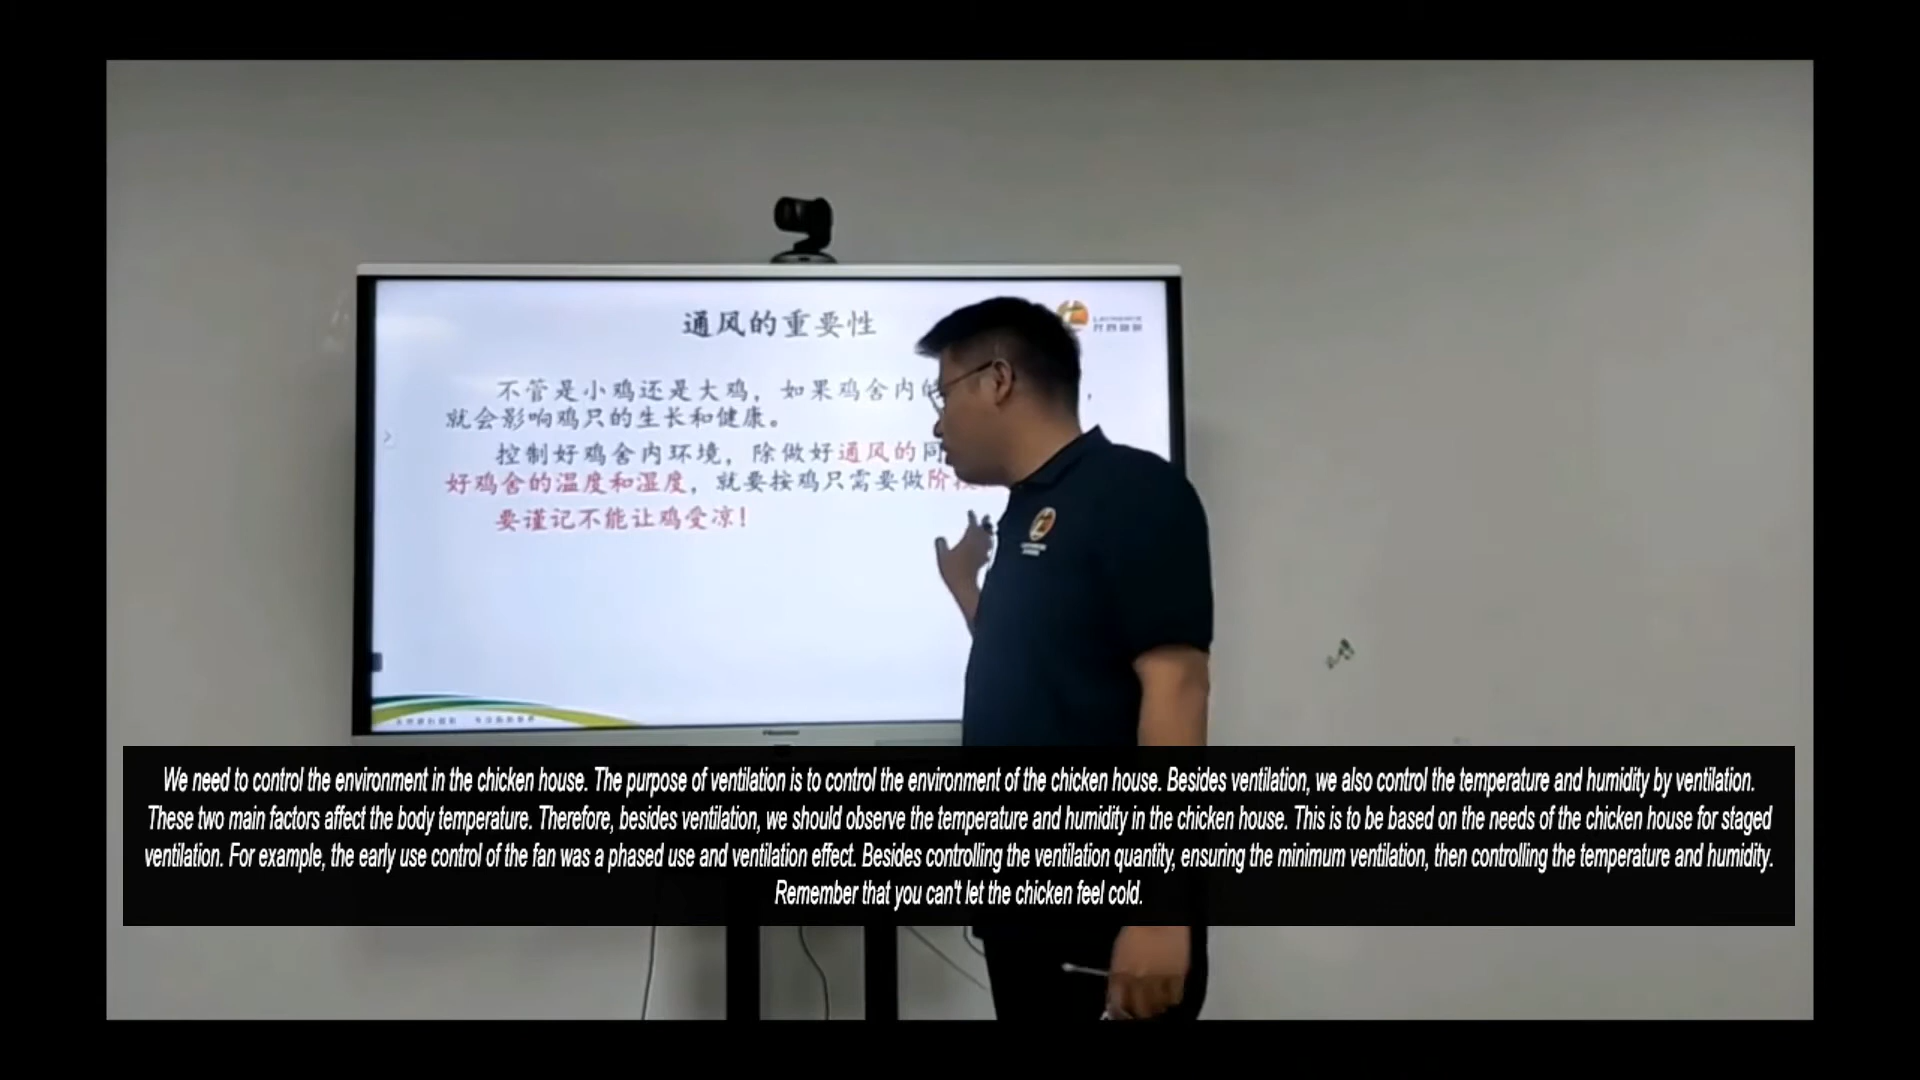 通风的重要性
不管是小鸡还是大鸡，如果鸡舍内的
，
就会影响鸡只的生长和健康。
控制好鸡舍内环境，除做好通风的同
好鸡舍的温度和湿度，就要按鸡只需要做阶
要谨记不能让鸡受凉！
Hisense
We need to control the environment in the chicken house. The purpose of ventilation is to control the environment of the chicken house. Besides ventilation, we also control the temperature and humidity by ventilation.
These two main factors affect the body temperature. Therefore, besides ventilation, we should observe the temperature and humidity in the chicken house. This is to be based on the needs of the chicken house for staged
ventilation. For example, the early use control of the fan was a phased use and ventilation effect. Besides controlling the ventilation quantity, ensuring the minimum ventilation, then controlling the temperature and humidity.
Remember that you can't let the chicken feel cold.